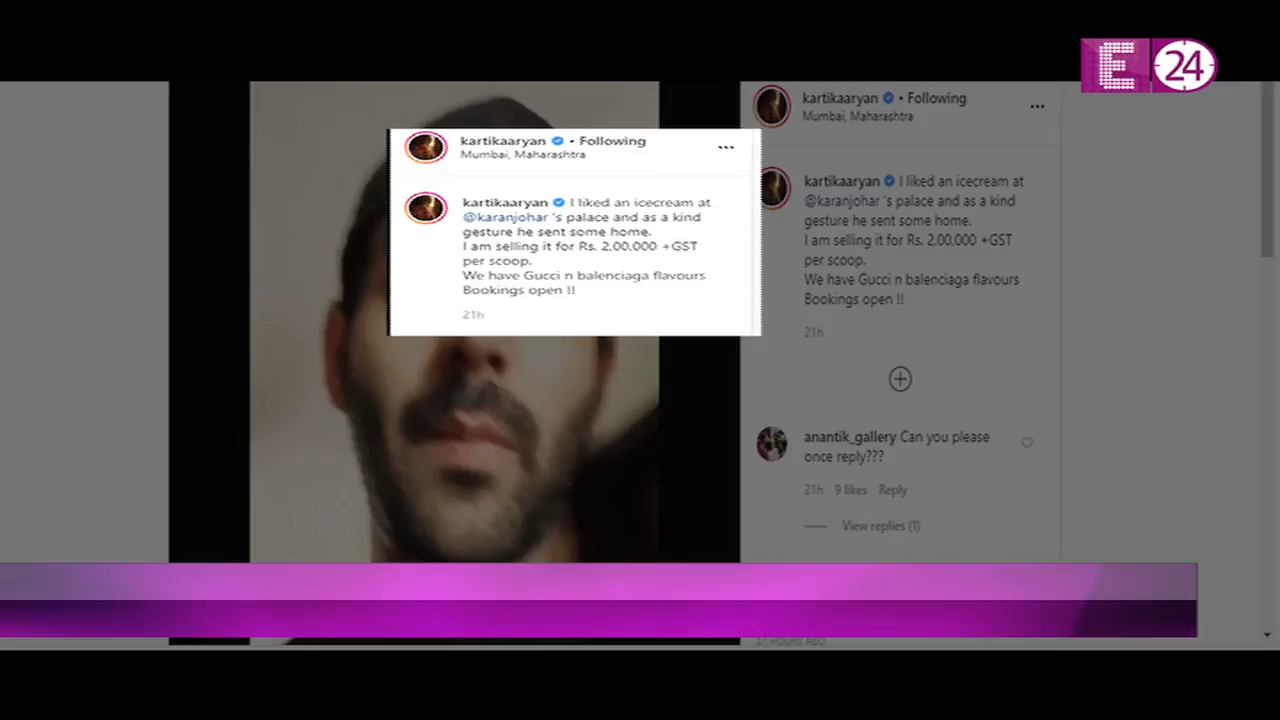 E 24
kartikaaryan • Following
Mumbai, Maharashtra
kartikaaryan I liked an icecream at
@karanjohar 's palace and as a kind
gesture he sent some home.
I am selling it for Rs. 2,00,000 +GST
per scoop.
We have Gucci n balenciaga flavours
Bookings open !!
21h
kartikaaryan • Following
Mumbai, Maharashtra
kartikaaryan I liked an icecream at
@karanjohar 's palace and as a kind
gesture he sent some home.
I am selling it for Rs. 2,00,000 +GST
per scoop.
We have Gucci n balenciaga flavours
Bookings open !!
21h
anantik_gallery Can you please
once reply???
21h 9 likes Reply
View replies (1)
21 HOURS AGO